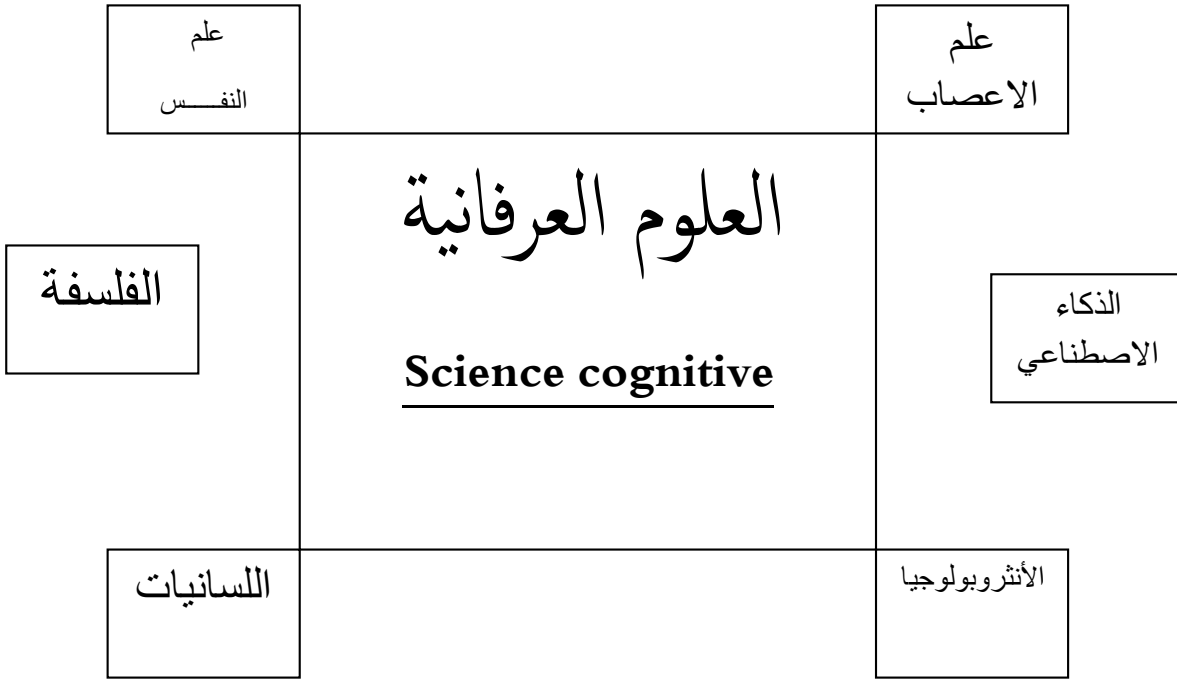 علم
الاعصاب
علم
النفـــس
العلوم العرفانية
الذكاء
الاصطناعي
الفلسفة
Science cognitive
الأنثروبولوجيا
اللسانيات